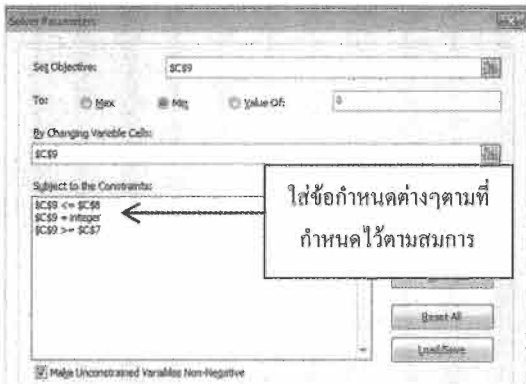 Solver Parameters
Set Objective: $C$9
To: Max Min Value Of: 0
By Changing Variable Cells:
$C$9
Subject to the Constraints:
$C$9 <= $C$8
$C$9 = integer
$C$9 >= $C$7
ใส่ข้อกำหนดต่างๆตามที่
กำหนดไว้ตามสมการ
Reset All
Load/Save
Make Unconstrained Variables Non-Negative